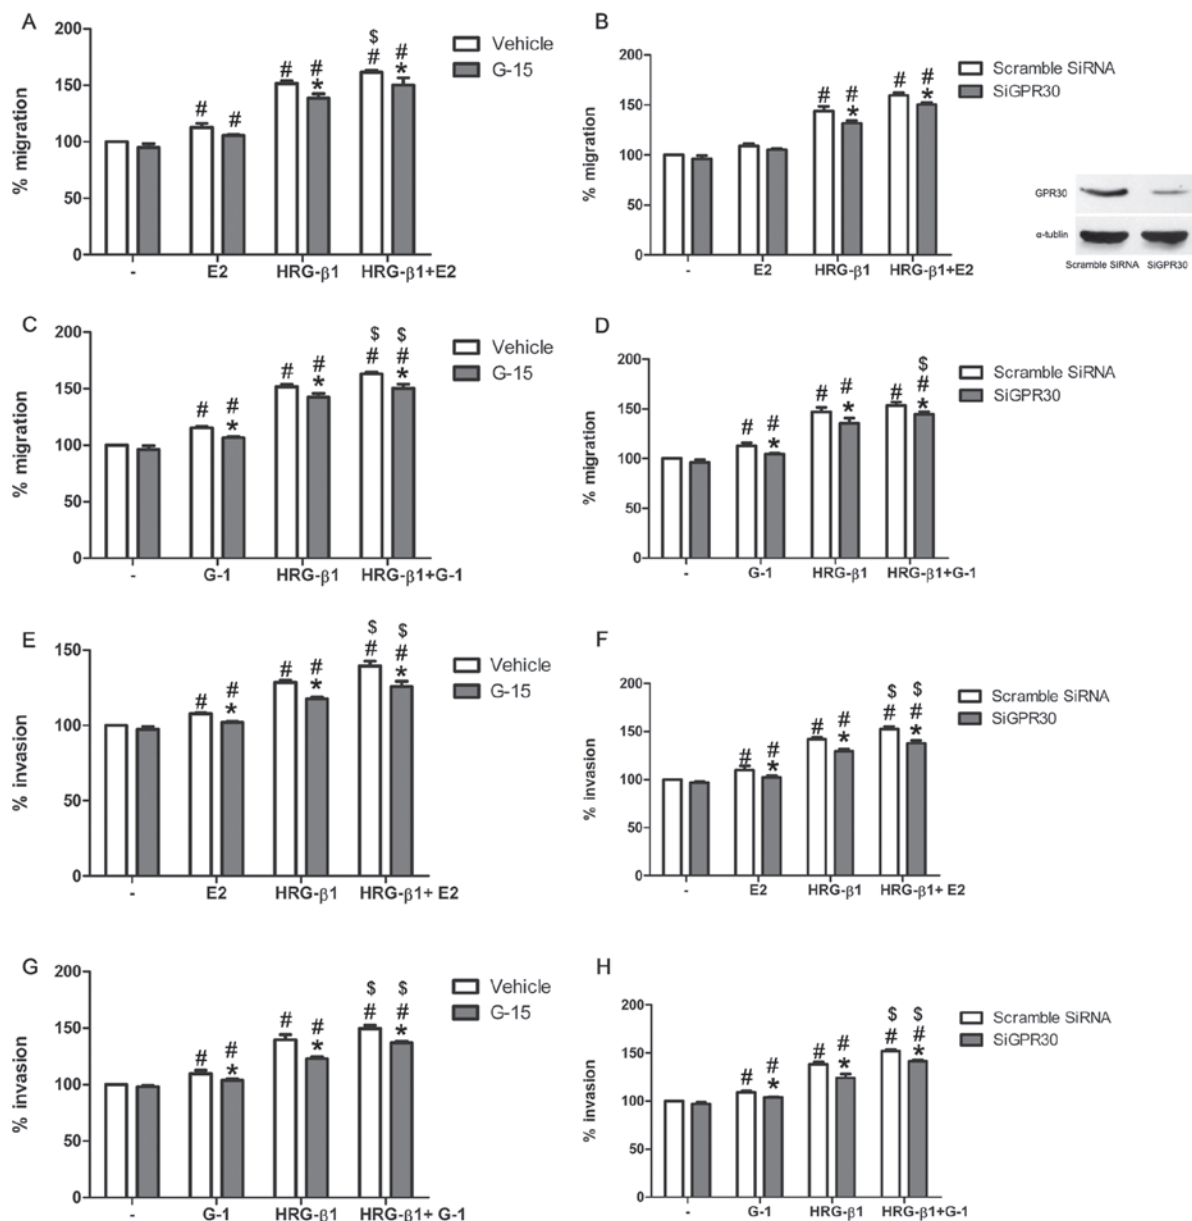 A
% migration
200
150
100
50
0
# # # # $ # #
* *
Vehicle
G-15
- E2 HRG-β1 HRG-β1+E2
B
% migration
200
150
100
50
0
# # # #
* *
Scramble SiRNA
SiGPR30
- E2 HRG-β1 HRG-β1+E2
GPR30
α-tublin
Scramble SiRNA SiGPR30
C
% migration
200
150
100
50
0
$ $
# # # # # #
* * *
Vehicle
G-15
- G-1 HRG-β1 HRG-β1+G-1
D
% migration
200
150
100
50
0
$
# # # # # #
* * *
Scramble SiRNA
SiGPR30
- G-1 HRG-β1 HRG-β1+G-1
E
% invasion
150
100
50
0
$ $
# # # # # #
* * *
Vehicle
G-15
- E2 HRG-β1 HRG-β1+ E2
F
% invasion
200
150
100
50
0
$ $
# # # # # #
* * *
Scramble SiRNA
SiGPR30
- E2 HRG-β1 HRG-β1+ E2
G
% invasion
200
150
100
50
0
$ $
# # # # # #
* * *
Vehicle
G-15
- G-1 HRG-β1 HRG-β1+ G-1
H
% invasion
200
150
100
50
0
$ $
# # # # # #
* * *
Scramble SiRNA
SiGPR30
- G-1 HRG-β1 HRG-β1+G-1